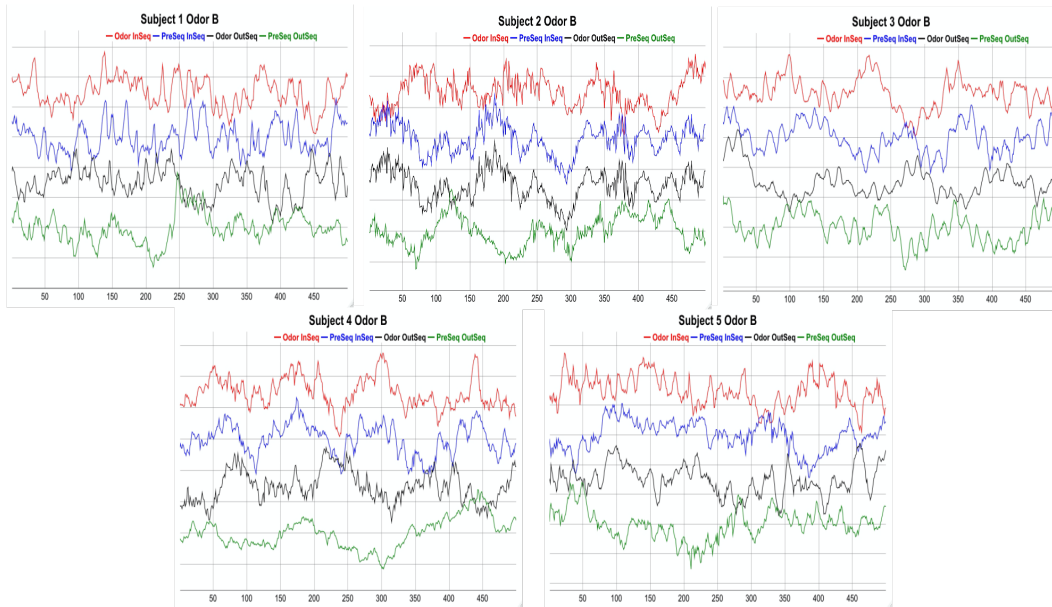 Subject 1 Odor B
— Odor InSeq — PreSeq InSeq — Odor OutSeq — PreSeq OutSeq
50 100 150 200 250 300 350 400 450
Subject 2 Odor B
— Odor InSeq — PreSeq InSeq — Odor OutSeq — PreSeq OutSeq
50 100 150 200 250 300 350 400 450 500
Subject 3 Odor B
— Odor InSeq — PreSeq InSeq — Odor OutSeq — PreSeq OutSeq
50 100 150 200 250 300 350 400 450
Subject 4 Odor B
— Odor InSeq — PreSeq InSeq — Odor OutSeq — PreSeq OutSeq
50 100 150 200 250 300 350 400 450
Subject 5 Odor B
— Odor InSeq — PreSeq InSeq — Odor OutSeq — PreSeq OutSeq
50 100 150 200 250 300 350 400 450